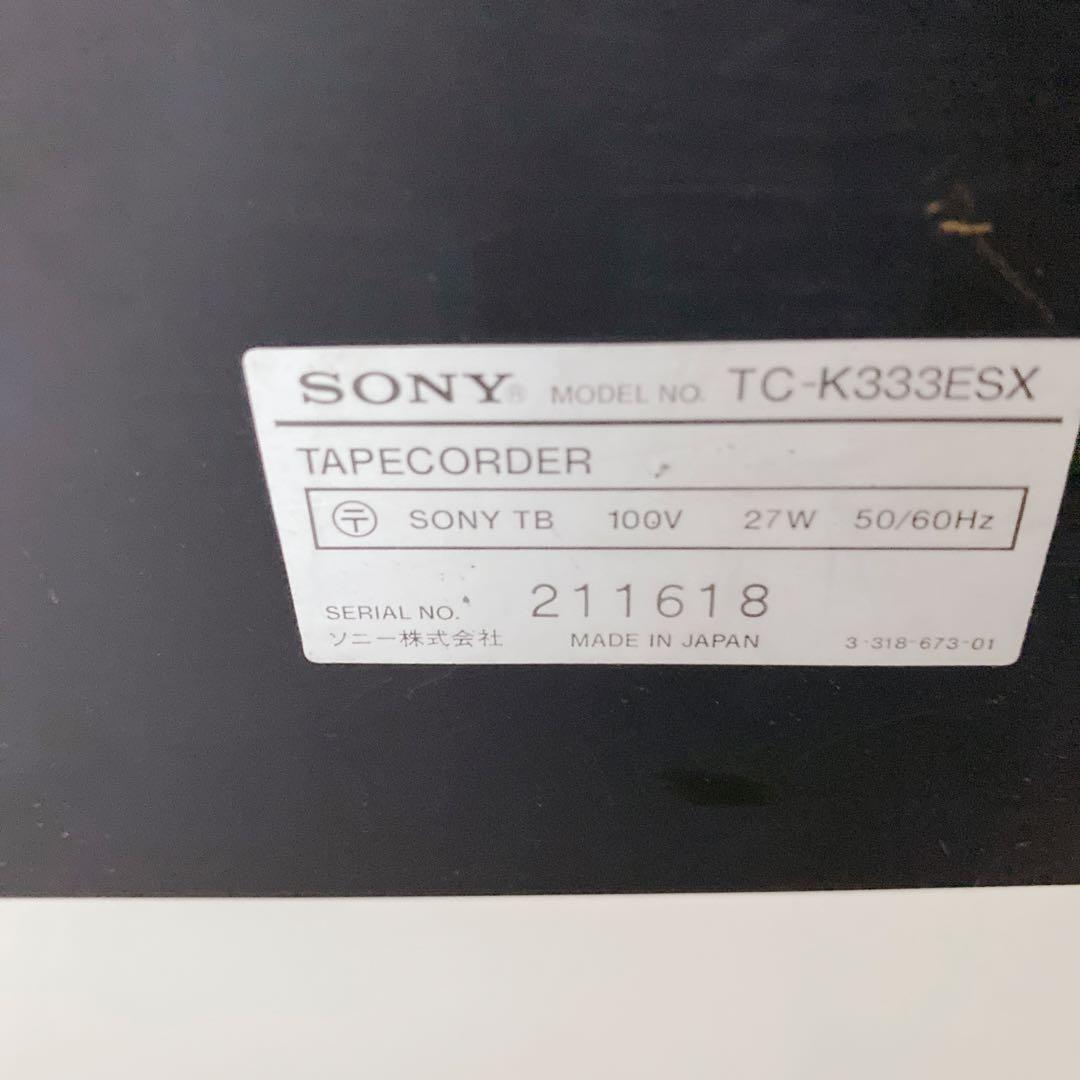 SONY® MODEL NO. TC-K333ESX
TAPECORDER
〶 SONY TB 100V 27W 50/60Hz
SERIAL NO. 211618
ソニー株式会社 MADE IN JAPAN 3-318-673-01